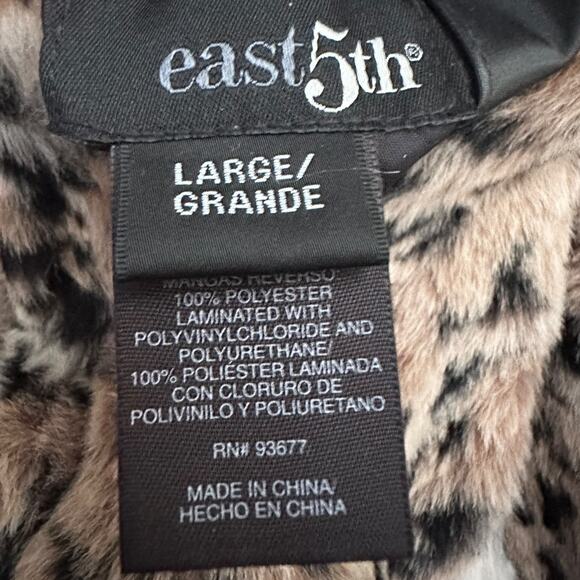 east5th®
LARGE/
GRANDE
MANGAS REVERSO:
100% POLYESTER
LAMINATED WITH
POLYVINYLCHLORIDE AND
POLYURETHANE/
100% POLIÉSTER LAMINADA
CON CLORURO DE
POLIVINILO Y POLIURETANO
RN# 93677
MADE IN CHINA/
HECHO EN CHINA